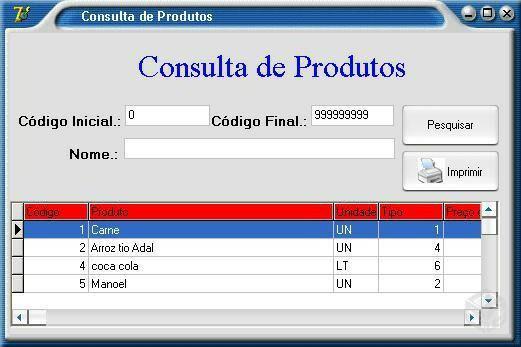 Consulta de Produtos
Consulta de Produtos
Código Inicial.: 0 Código Final.: 999999999 Pesquisar
Nome.: Imprimir
Codigo Produto Unidade Tipo Preço
1 Carne UN 1
2 Arroz tio Adal UN 4
4 coca cola LT 6
5 Manoel UN 2